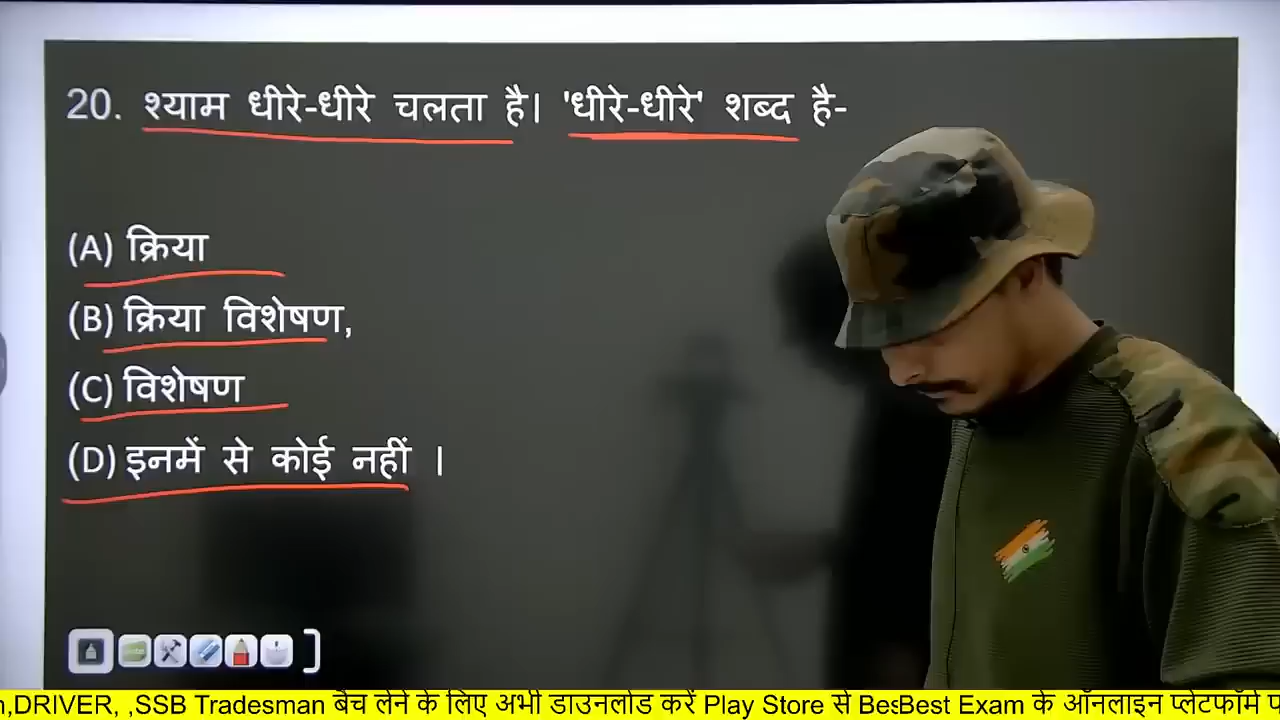 20. श्याम धीरे-धीरे चलता है। 'धीरे-धीरे' शब्द है-
(A) क्रिया
(B) क्रिया विशेषण,
(C) विशेषण
(D) इनमें से कोई नहीं ।
,DRIVER, ,SSB Tradesman बैच लेने के लिए अभी डाउनलोड करें Play Store से Best Exam के ऑनलाइन प्लेटफॉर्म